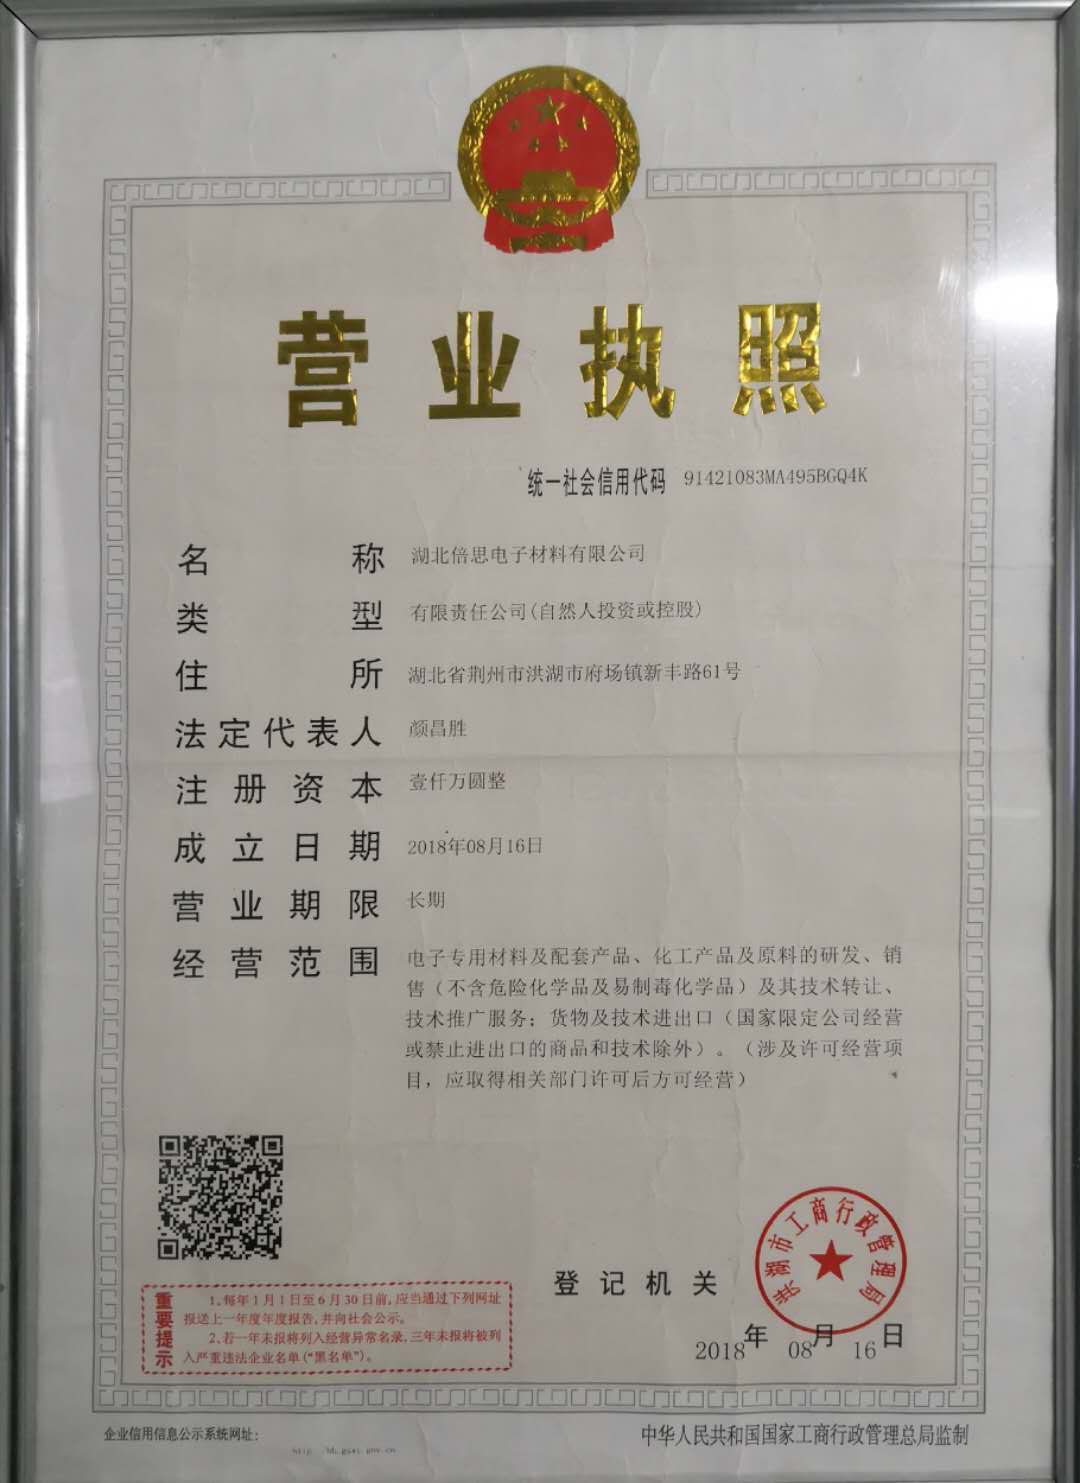 营业执照
统一社会信用代码 91421083MA495BGQ4K
名称 湖北倍思电子材料有限公司
类型 有限责任公司(自然人投资或控股)
住所 湖北省荆州市洪湖市府场镇新丰路61号
法定代表人 颜昌胜
注册资本 壹仟万圆整
成立日期 2018年08月16日
营业期限 长期
经营范围 电子专用材料及配套产品、化工产品及原料的研发、销
售（不含危险化学品及易制毒化学品）及其技术转让、
技术推广服务；货物及技术进出口（国家限定公司经营
或禁止进出口的商品和技术除外）。（涉及许可经营项
目，应取得相关部门许可后方可经营）
重要提示
1.每年1月1日至6月30日前,应当通过下列网址
报送上一年度年度报告,并向社会公示。
2.若一年未报将列入经营异常名录,三年未报将被列
入严重违法企业名单("黑名单")。
登记机关
洪湖市工商行政管理局
2018年08月16日
企业信用信息公示系统网址：
中华人民共和国国家工商行政管理总局监制